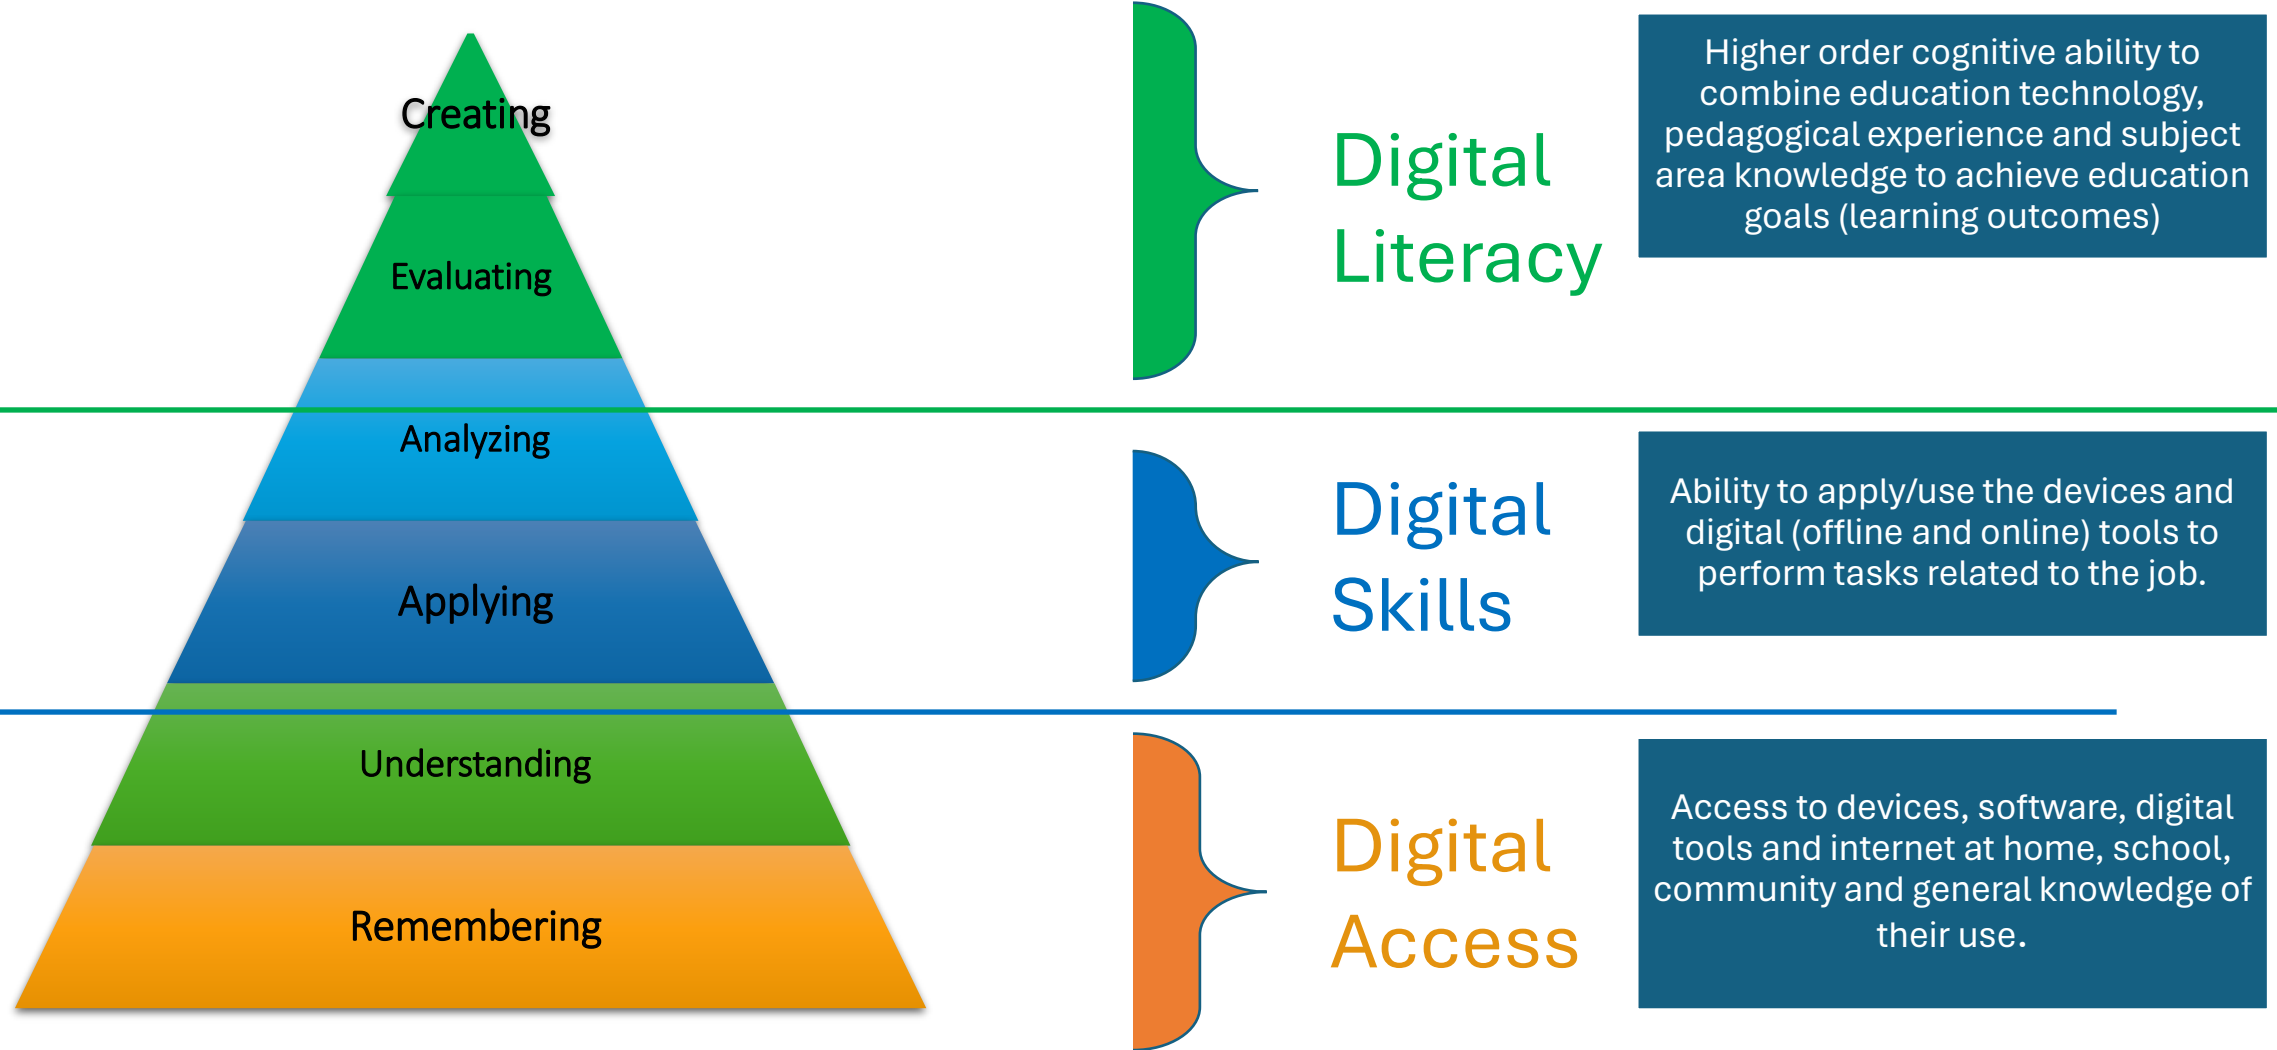 Creating
Evaluating
Analyzing
Applying
Understanding
Remembering
Digital
Literacy
Higher order cognitive ability to
combine education technology,
pedagogical experience and subject
area knowledge to achieve education
goals (learning outcomes)
Digital
Skills
Ability to apply/use the devices and
digital (offline and online) tools to
perform tasks related to the job.
Digital
Access
Access to devices, software, digital
tools and internet at home, school,
community and general knowledge of
their use.